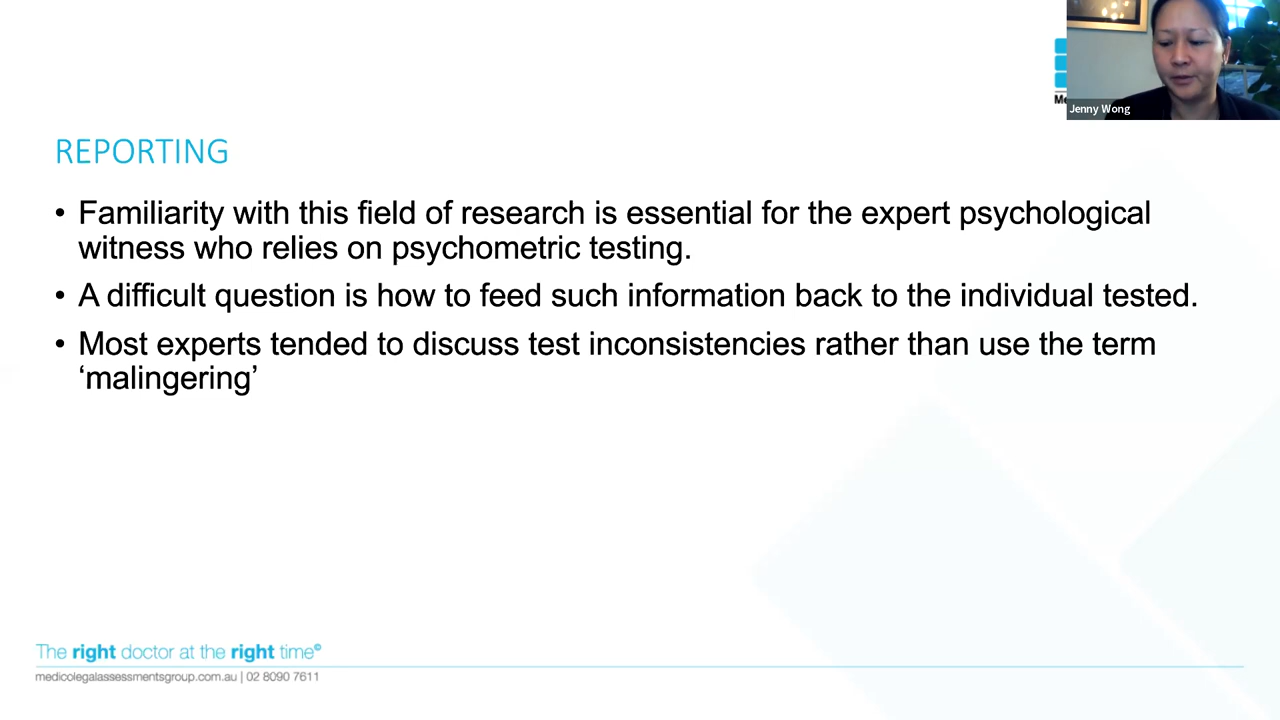 Jenny Wong
REPORTING
• Familiarity with this field of research is essential for the expert psychological
witness who relies on psychometric testing.
• A difficult question is how to feed such information back to the individual tested.
• Most experts tended to discuss test inconsistencies rather than use the term
‘malingering’
The right doctor at the right time©
medicolegalassessmentsgroup.com.au | 02 8090 7611